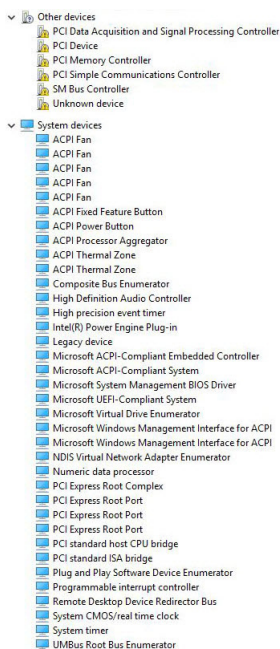 Other devices
PCI Data Acquisition and Signal Processing Controller
PCI Device
PCI Memory Controller
PCI Simple Communications Controller
SM Bus Controller
Unknown device
System devices
ACPI Fan
ACPI Fan
ACPI Fan
ACPI Fan
ACPI Fan
ACPI Fixed Feature Button
ACPI Power Button
ACPI Processor Aggregator
ACPI Thermal Zone
ACPI Thermal Zone
Composite Bus Enumerator
High Definition Audio Controller
High precision event timer
Intel(R) Power Engine Plug-in
Legacy device
Microsoft ACPI-Compliant Embedded Controller
Microsoft ACPI-Compliant System
Microsoft System Management BIOS Driver
Microsoft UEFI-Compliant System
Microsoft Virtual Drive Enumerator
Microsoft Windows Management Interface for ACPI
Microsoft Windows Management Interface for ACPI
NDIS Virtual Network Adapter Enumerator
Numeric data processor
PCI Express Root Complex
PCI Express Root Port
PCI Express Root Port
PCI Express Root Port
PCI standard host CPU bridge
PCI standard ISA bridge
Plug and Play Software Device Enumerator
Programmable interrupt controller
Remote Desktop Device Redirector Bus
System CMOS/real time clock
System timer
UMBus Root Bus Enumerator